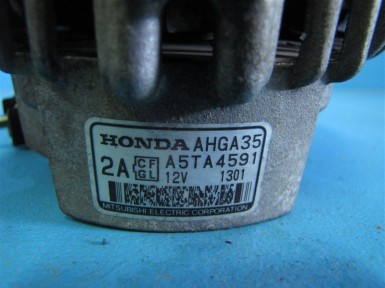 HONDA AHGA35
2A CF GL A5TA4591
12V 1301
MITSUBISHI ELECTRIC CORPORATION